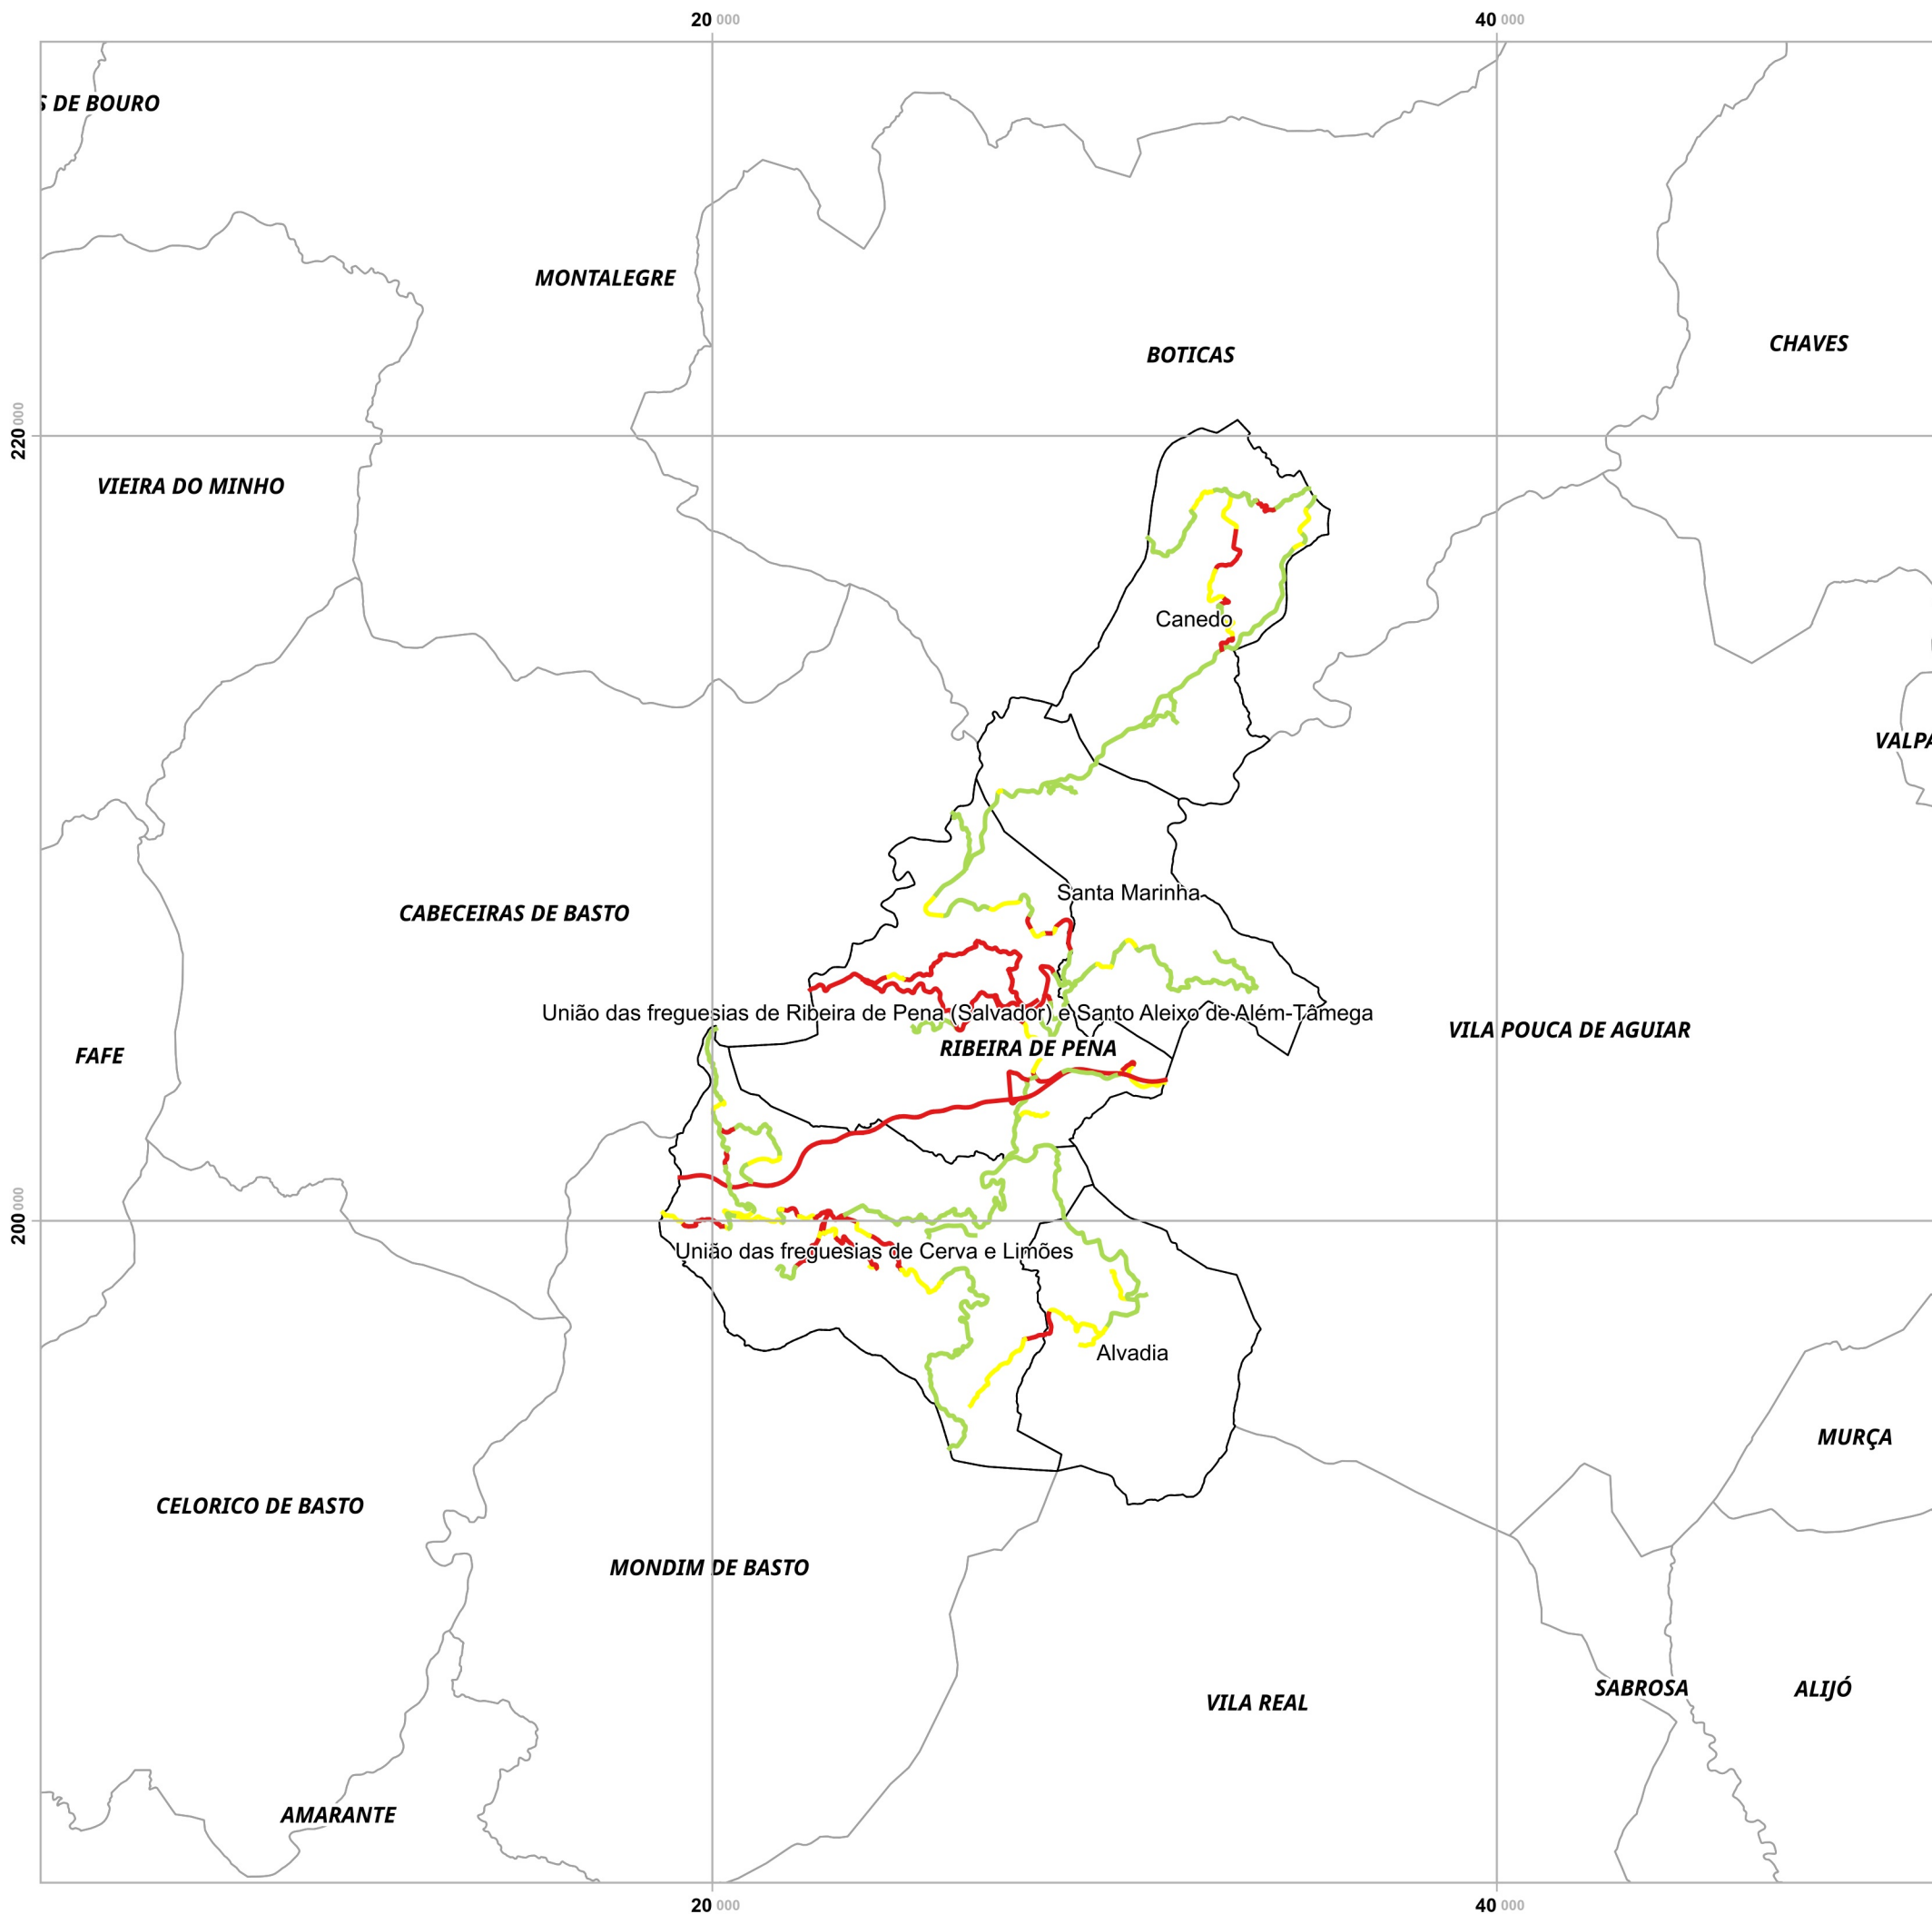 20 000
40 000
S DE BOURO
MONTALEGRE
CHAVES
BOTICAS
220 000
VIEIRA DO MINHO
Canedo
VALPA
Santa Marinha
CABECEIRAS DE BASTO
União das freguesias de Ribeira de Pena (Salvador) e Santo Aleixo de Além-Tâmega
VILA POUCA DE AGUIAR
RIBEIRA DE PENA
FAFE
200 000
União das freguesias de Cerva e Limões
Alvadia
MURÇA
CELORICO DE BASTO
MONDIM DE BASTO
SABROSA
ALIJÓ
VILA REAL
AMARANTE
20 000
40 000